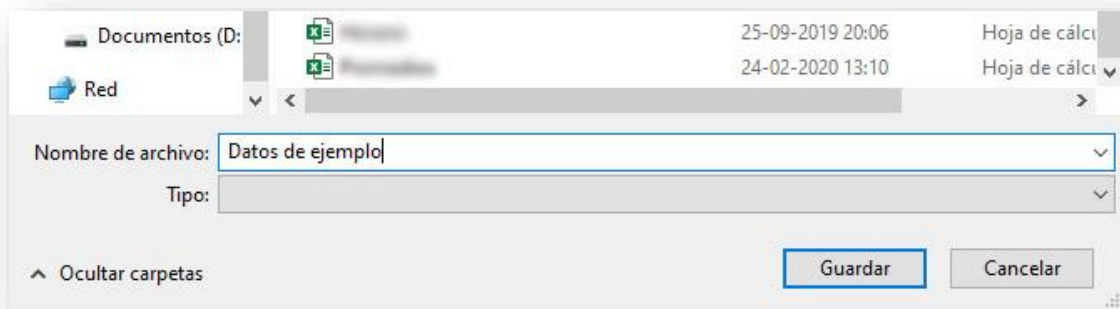 Documentos (D:
25-09-2019 20:06 Hoja de cálcu
24-02-2020 13:10 Hoja de cálcu
Red
Nombre de archivo: Datos de ejemplo
Tipo:
Ocultar carpetas
Guardar
Cancelar